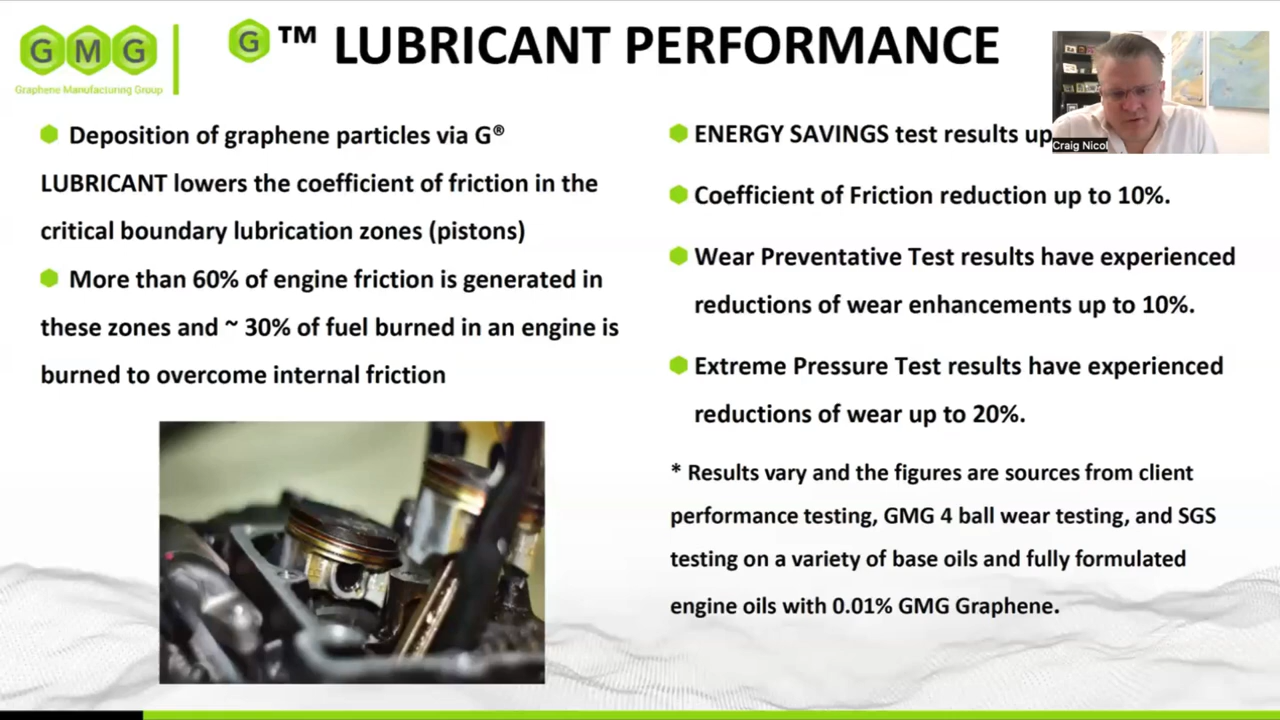 GMG
Graphene Manufacturing Group
G™ LUBRICANT PERFORMANCE
Deposition of graphene particles via G®
LUBRICANT lowers the coefficient of friction in the
critical boundary lubrication zones (pistons)
More than 60% of engine friction is generated in
these zones and ~ 30% of fuel burned in an engine is
burned to overcome internal friction
ENERGY SAVINGS test results up
Craig Nicol
Coefficient of Friction reduction up to 10%.
Wear Preventative Test results have experienced
reductions of wear enhancements up to 10%.
Extreme Pressure Test results have experienced
reductions of wear up to 20%.
* Results vary and the figures are sources from client
performance testing, GMG 4 ball wear testing, and SGS
testing on a variety of base oils and fully formulated
engine oils with 0.01% GMG Graphene.